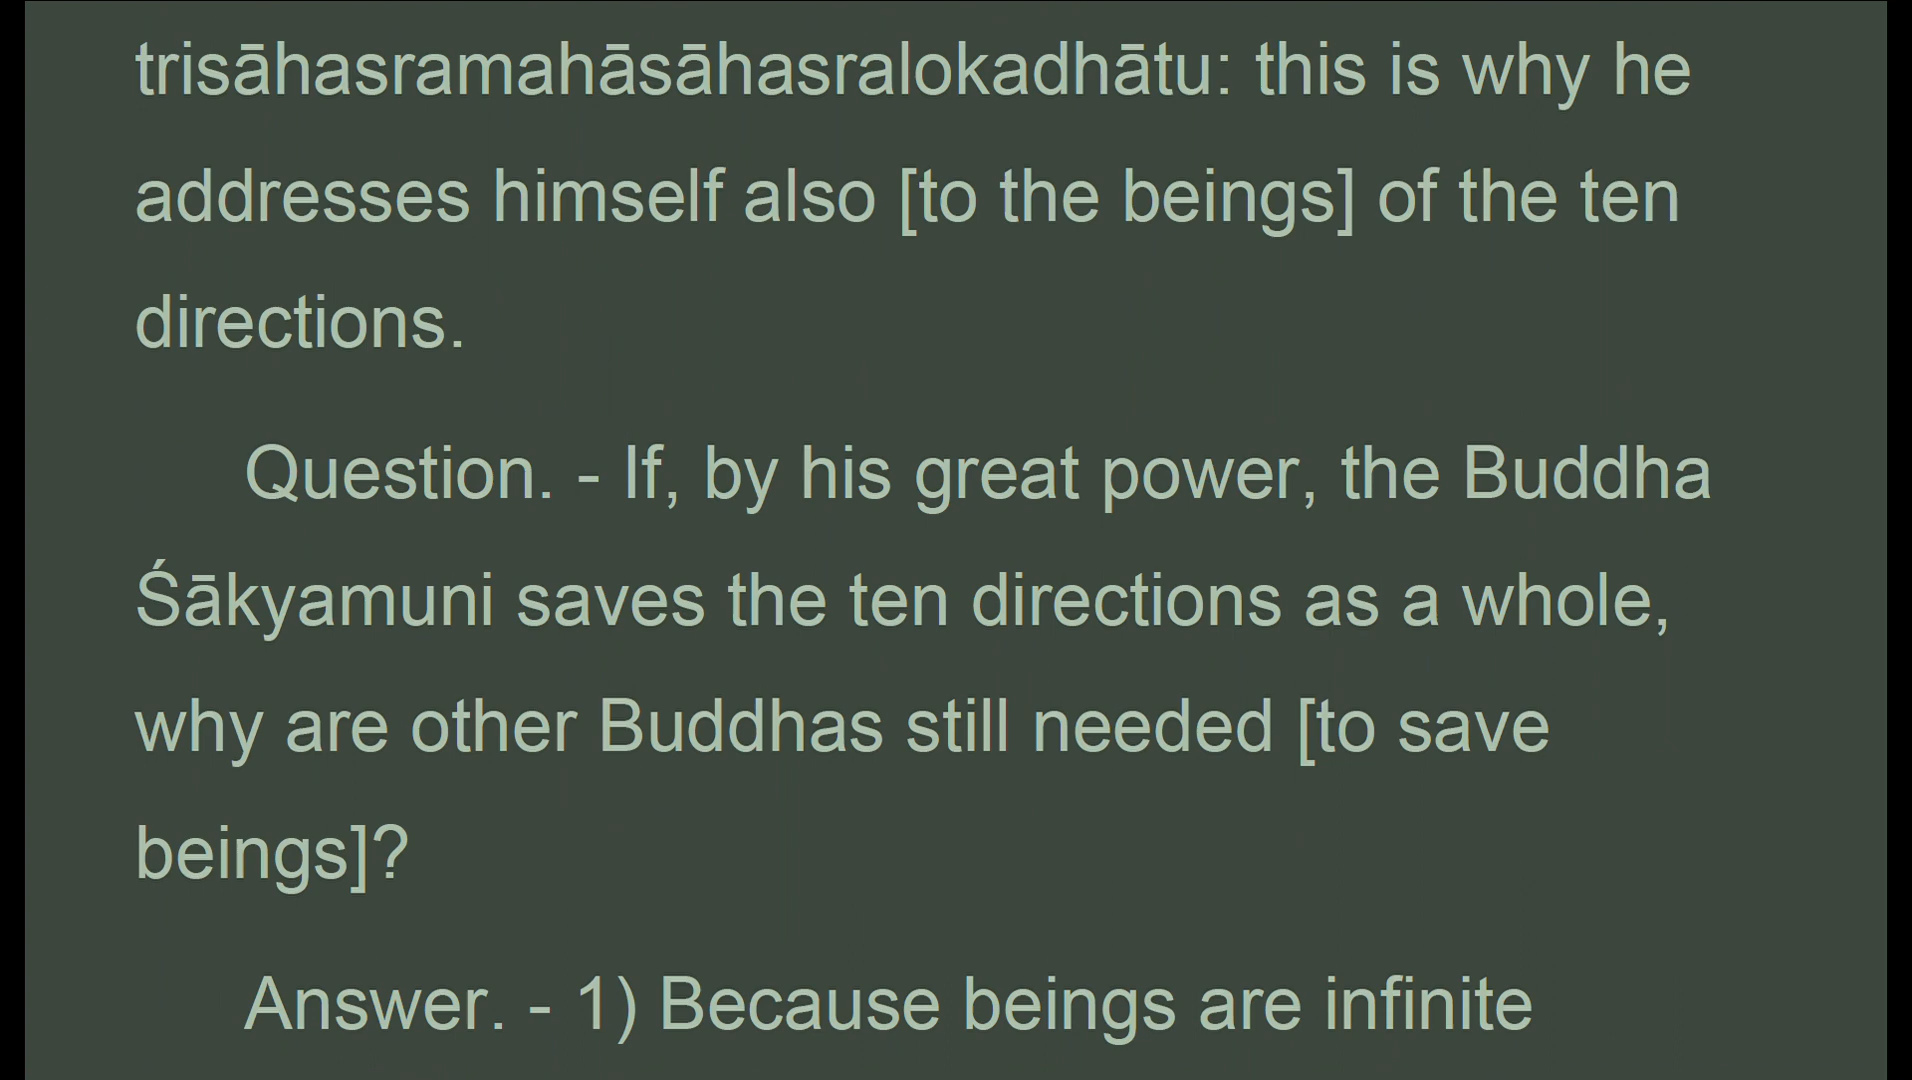 trisāhasramahāsāhasralokadhātu: this is why he
addresses himself also [to the beings] of the ten
directions.
Question. - If, by his great power, the Buddha
Śākyamuni saves the ten directions as a whole,
why are other Buddhas still needed [to save
beings]?
Answer. - 1) Because beings are infinite